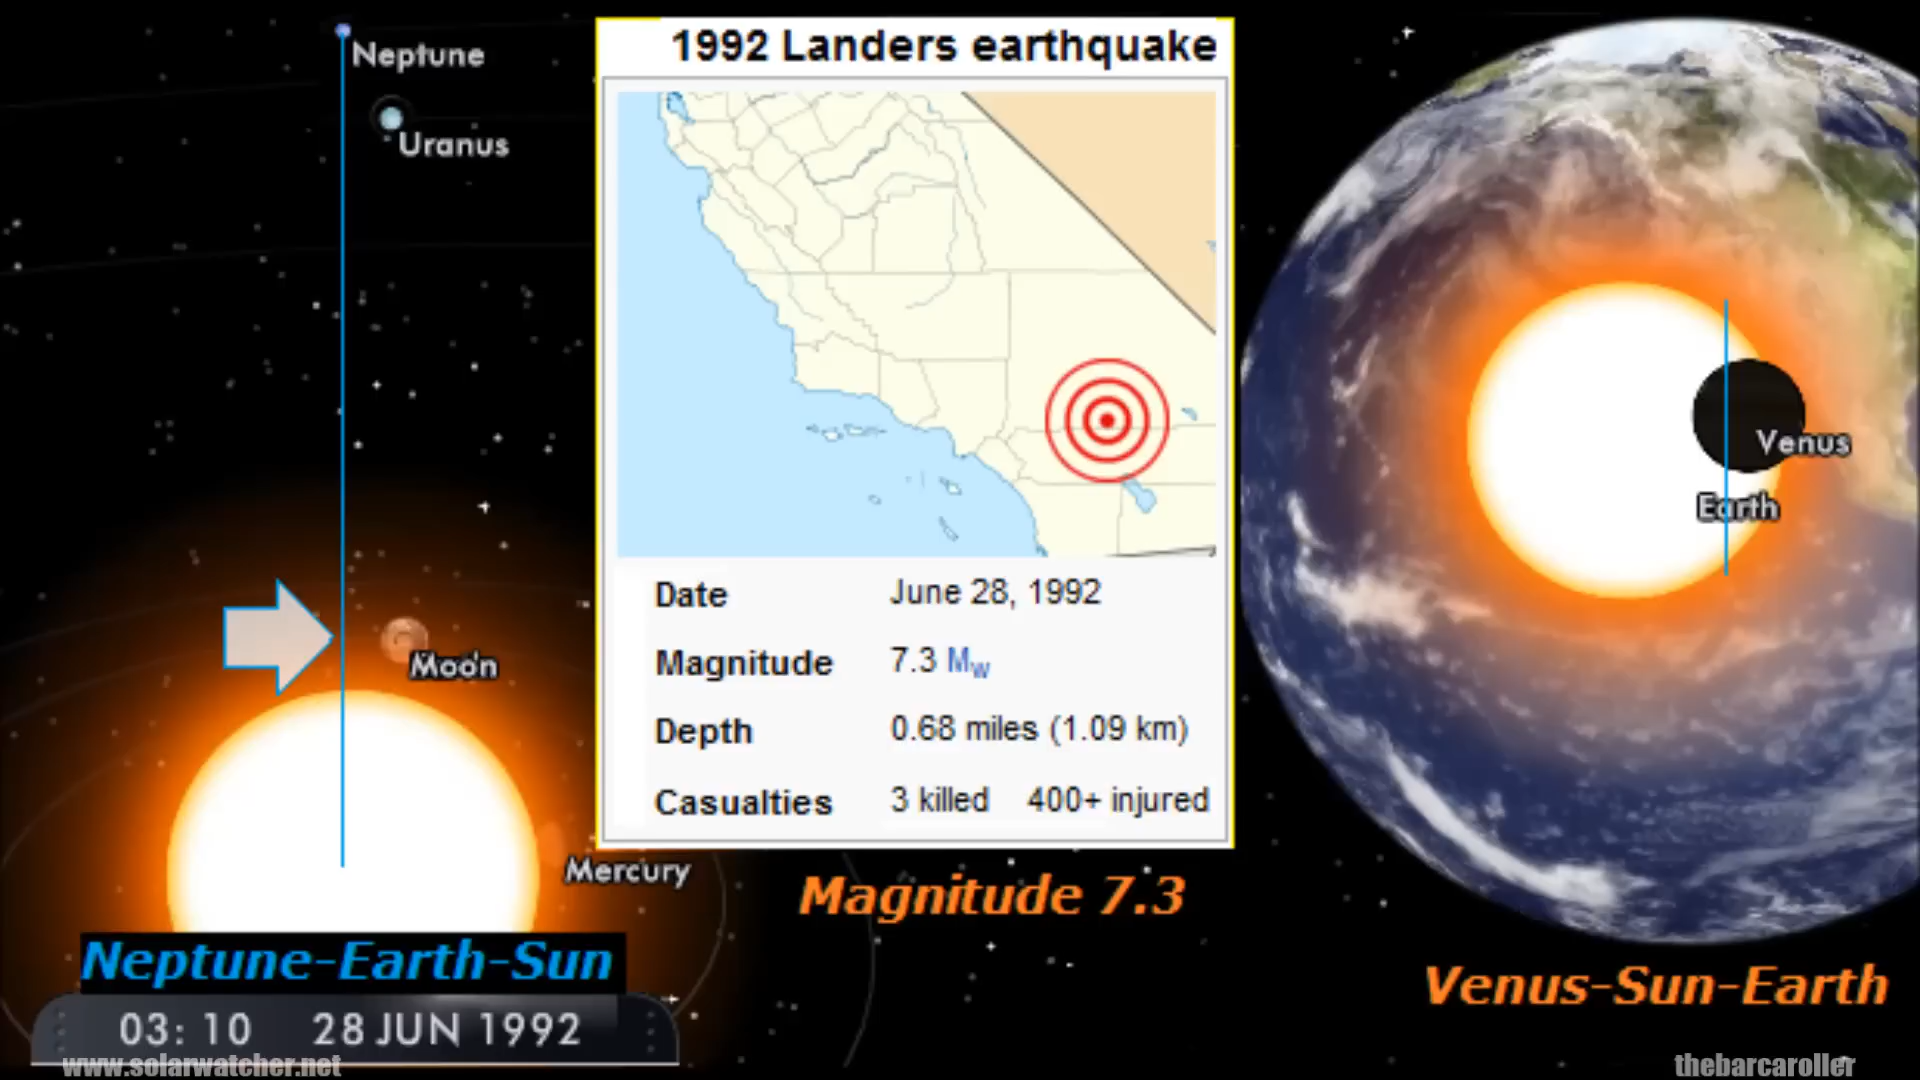 Neptune
Uranus
Moon
Mercury
Neptune-Earth-Sun
03: 10 28 JUN 1992
www.solarwatcher.net
1992 Landers earthquake
Date June 28, 1992
Magnitude 7.3 Mw
Depth 0.68 miles (1.09 km)
Casualties 3 killed 400+ injured
Magnitude 7.3
Venus
Earth
Venus-Sun-Earth
thebarcaroller